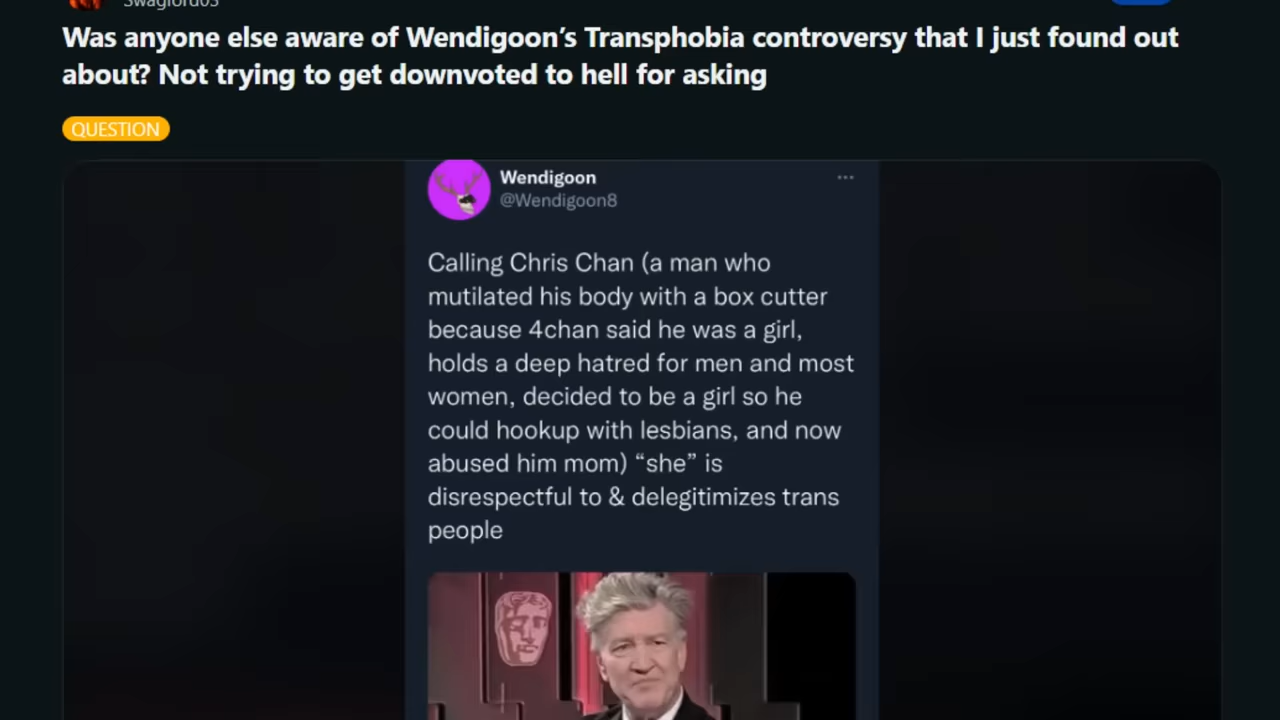 Swaglord03
Was anyone else aware of Wendigoon’s Transphobia controversy that I just found out
about? Not trying to get downvoted to hell for asking
QUESTION
Wendigoon
@Wendigoon8
Calling Chris Chan (a man who
mutilated his body with a box cutter
because 4chan said he was a girl,
holds a deep hatred for men and most
women, decided to be a girl so he
could hookup with lesbians, and now
abused him mom) “she” is
disrespectful to & delegitimizes trans
people